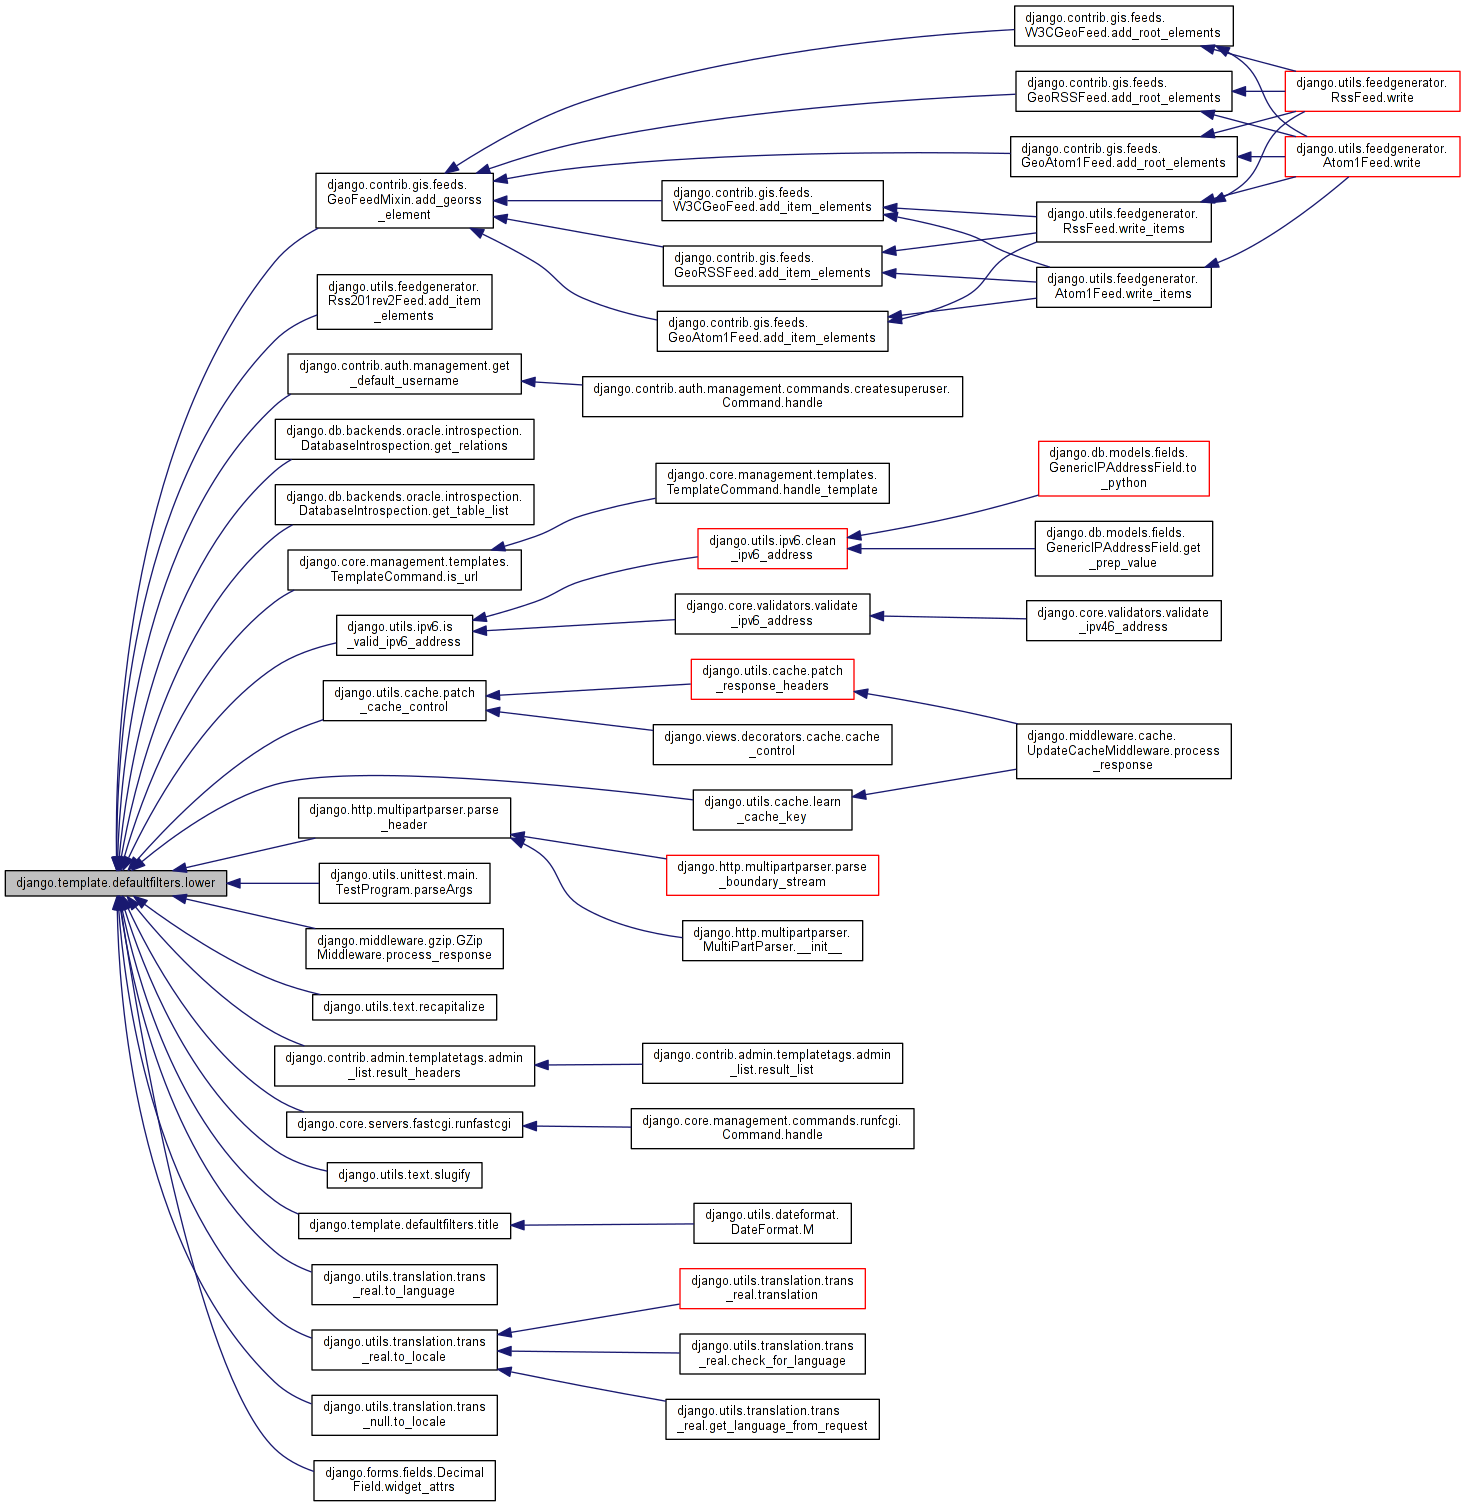 django.contrib.gis.feeds.
W3CGeoFeed.add_root_elements
django.contrib.gis.feeds.
GeoRSSFeed.add_root_elements
django.utils.feedgenerator.
RssFeed.write
django.contrib.gis.feeds.
GeoAtom1Feed.add_root_elements
django.utils.feedgenerator.
Atom1Feed.write
django.contrib.gis.feeds.
GeoFeedMixin.add_georss
_element
django.contrib.gis.feeds.
W3CGeoFeed.add_item_elements
django.utils.feedgenerator.
RssFeed.write_items
django.contrib.gis.feeds.
GeoRSSFeed.add_item_elements
django.utils.feedgenerator.
Atom1Feed.write_items
django.utils.feedgenerator.
Rss201rev2Feed.add_item
_elements
django.contrib.gis.feeds.
GeoAtom1Feed.add_item_elements
django.contrib.auth.management.get
_default_username
django.contrib.auth.management.commands.createsuperuser.
Command.handle
django.db.backends.oracle.introspection.
DatabaseIntrospection.get_relations
django.db.backends.oracle.introspection.
DatabaseIntrospection.get_table_list
django.core.management.templates.
TemplateCommand.handle_template
django.db.models.fields.
GenericIPAddressField.to
_python
django.core.management.templates.
TemplateCommand.is_url
django.utils.ipv6.clean
_ipv6_address
django.db.models.fields.
GenericIPAddressField.get
_prep_value
django.utils.ipv6.is
_valid_ipv6_address
django.core.validators.validate
_ipv6_address
django.core.validators.validate
_ipv46_address
django.utils.cache.patch
_cache_control
django.utils.cache.patch
_response_headers
django.views.decorators.cache.cache
_control
django.middleware.cache.
UpdateCacheMiddleware.process
_response
django.utils.cache.learn
_cache_key
django.http.multipartparser.parse
_header
django.http.multipartparser.parse
_boundary_stream
django.template.defaultfilters.lower
django.utils.unittest.main.
TestProgram.parseArgs
django.middleware.gzip.GZip
Middleware.process_response
django.http.multipartparser.
MultiPartParser.__init__
django.utils.text.recapitalize
django.contrib.admin.templatetags.admin
_list.result_headers
django.contrib.admin.templatetags.admin
_list.result_list
django.core.servers.fastcgi.runfastcgi
django.core.management.commands.runfcgi.
Command.handle
django.utils.text.slugify
django.template.defaultfilters.title
django.utils.dateformat.
DateFormat.M
django.utils.translation.trans
_real.to_language
django.utils.translation.trans
_real.translation
django.utils.translation.trans
_real.to_locale
django.utils.translation.trans
_real.check_for_language
django.utils.translation.trans
_null.to_locale
django.utils.translation.trans
_real.get_language_from_request
django.forms.fields.Decimal
Field.widget_attrs